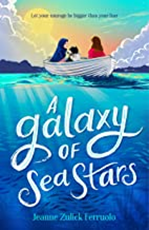 Let your courage be bigger than your fear
A
galaxy
OF
Sea Stars
Jeanne Zulick Ferruolo